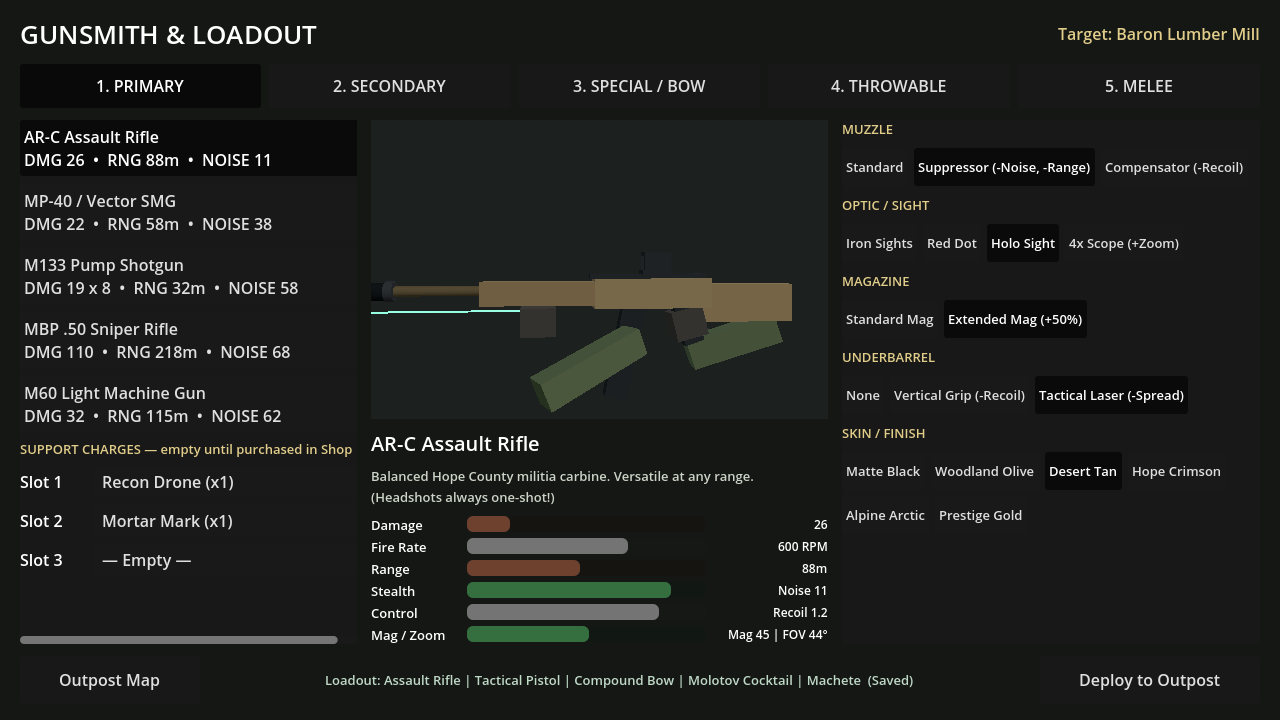 GUNSMITH & LOADOUT
Target: Baron Lumber Mill
1. PRIMARY
2. SECONDARY
3. SPECIAL / BOW
4. THROWABLE
5. MELEE
AR-C Assault Rifle
DMG 26 • RNG 88m • NOISE 11
MP-40 / Vector SMG
DMG 22 • RNG 58m • NOISE 38
M133 Pump Shotgun
DMG 19 x 8 • RNG 32m • NOISE 58
MBP .50 Sniper Rifle
DMG 110 • RNG 218m • NOISE 68
M60 Light Machine Gun
DMG 32 • RNG 115m • NOISE 62
SUPPORT CHARGES — empty until purchased in Shop
Slot 1 Recon Drone (x1)
Slot 2 Mortar Mark (x1)
Slot 3 — Empty —
AR-C Assault Rifle
Balanced Hope County militia carbine. Versatile at any range.
(Headshots always one-shot!)
Damage 26
Fire Rate 600 RPM
Range 88m
Stealth Noise 11
Control Recoil 1.2
Mag / Zoom Mag 45 | FOV 44°
MUZZLE
Standard Suppressor (-Noise, -Range) Compensator (-Recoil)
OPTIC / SIGHT
Iron Sights Red Dot Holo Sight 4x Scope (+Zoom)
MAGAZINE
Standard Mag Extended Mag (+50%)
UNDERBARREL
None Vertical Grip (-Recoil) Tactical Laser (-Spread)
SKIN / FINISH
Matte Black Woodland Olive Desert Tan Hope Crimson
Alpine Arctic Prestige Gold
Outpost Map
Loadout: Assault Rifle | Tactical Pistol | Compound Bow | Molotov Cocktail | Machete (Saved)
Deploy to Outpost